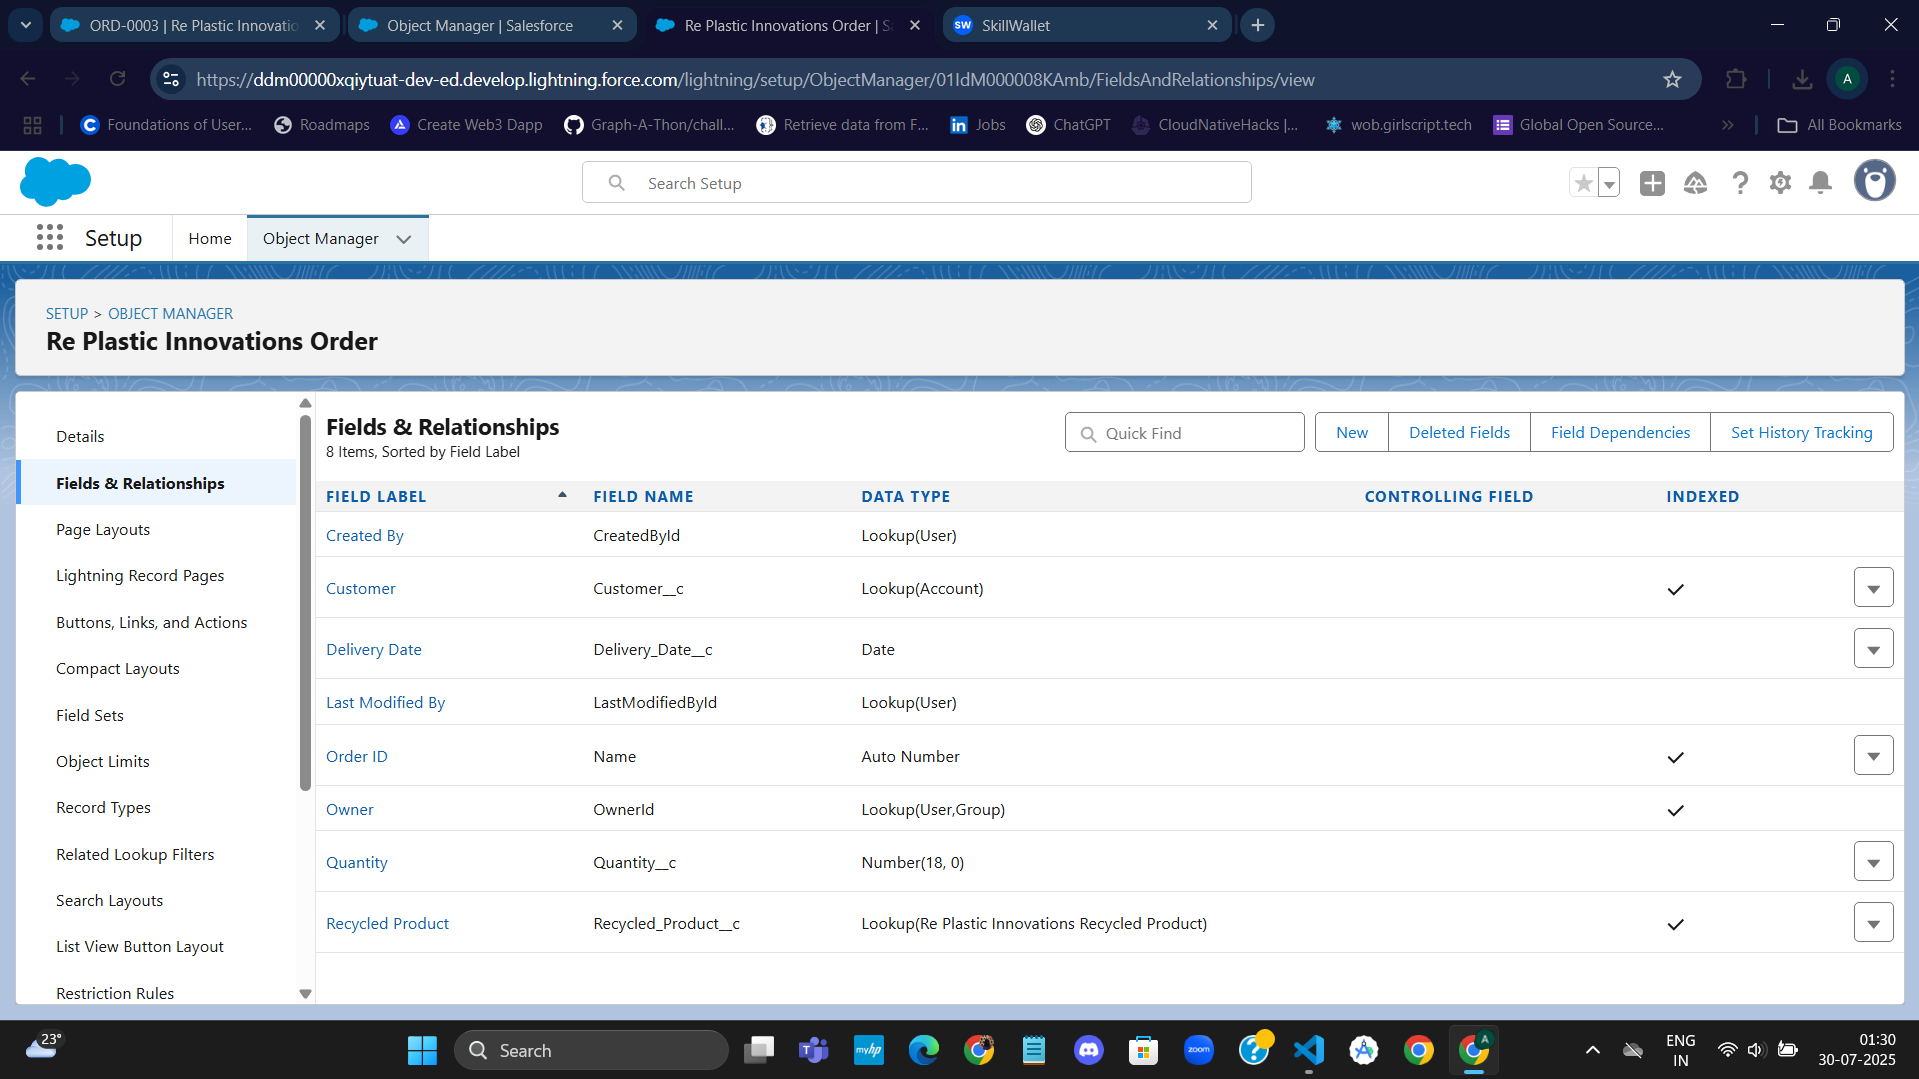 ORD-0003 | Re Plastic Innovatio
Object Manager | Salesforce
Re Plastic Innovations Order | S
SW SkillWallet
https://ddm00000xqiytuat-dev-ed.develop.lightning.force.com/lightning/setup/ObjectManager/01IdM000008KAmb/FieldsAndRelationships/view
A
Foundations of User...
Roadmaps
Create Web3 Dapp
Graph-A-Thon/chall...
Retrieve data from F...
Jobs
ChatGPT
CloudNativeHacks |...
wob.girlscript.tech
Global Open Source...
All Bookmarks
Search Setup
Setup
Home
Object Manager
SETUP > OBJECT MANAGER
Re Plastic Innovations Order
Details
Fields & Relationships
Page Layouts
Lightning Record Pages
Buttons, Links, and Actions
Compact Layouts
Field Sets
Object Limits
Record Types
Related Lookup Filters
Search Layouts
List View Button Layout
Restriction Rules
Fields & Relationships
8 Items, Sorted by Field Label
Quick Find
New
Deleted Fields
Field Dependencies
Set History Tracking
FIELD LABEL FIELD NAME DATA TYPE CONTROLLING FIELD INDEXED
Created By CreatedById Lookup(User)
Customer Customer__c Lookup(Account)
Delivery Date Delivery_Date__c Date
Last Modified By LastModifiedById Lookup(User)
Order ID Name Auto Number
Owner OwnerId Lookup(User,Group)
Quantity Quantity__c Number(18, 0)
Recycled Product Recycled_Product__c Lookup(Re Plastic Innovations Recycled Product)
23°
Search
myhp
zoom
A
ENG
IN
01:30
30-07-2025